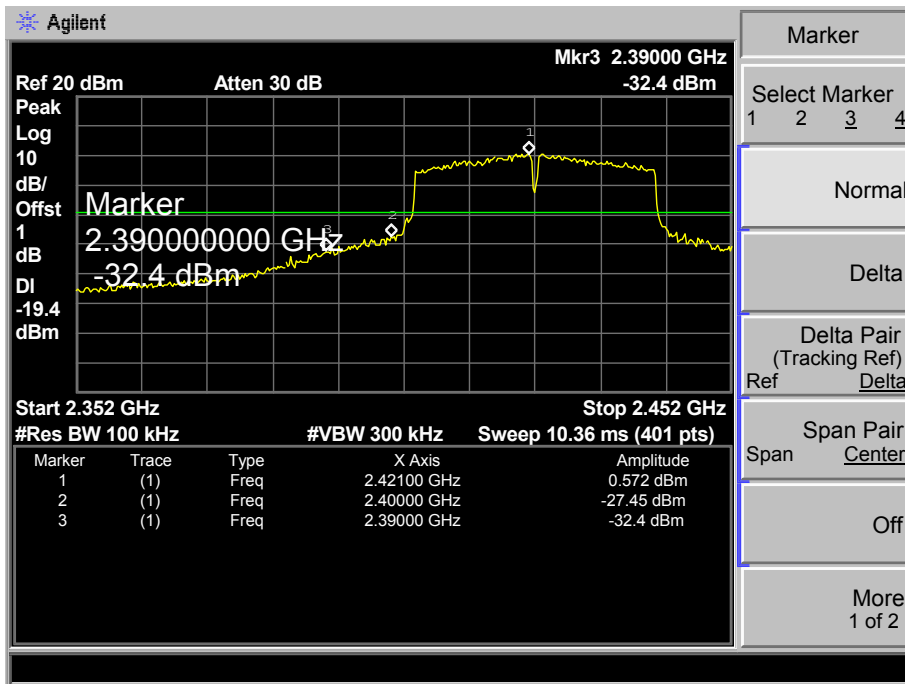 Agilent
Mkr3 2.39000 GHz
Ref 20 dBm Atten 30 dB -32.4 dBm
Peak
Log
10
dB/
Offst
1
dB
DI
-19.4
dBm
1
2
3
Marker
2.390000000 GHz
-32.4 dBm
Start 2.352 GHz Stop 2.452 GHz
#Res BW 100 kHz #VBW 300 kHz Sweep 10.36 ms (401 pts)
Marker Trace Type X Axis Amplitude
1 (1) Freq 2.42100 GHz 0.572 dBm
2 (1) Freq 2.40000 GHz -27.45 dBm
3 (1) Freq 2.39000 GHz -32.4 dBm
Marker
Select Marker
1 2 3 4
Normal
Delta
Delta Pair
(Tracking Ref)
Ref Delta
Span Pair
Span Center
Off
More
1 of 2